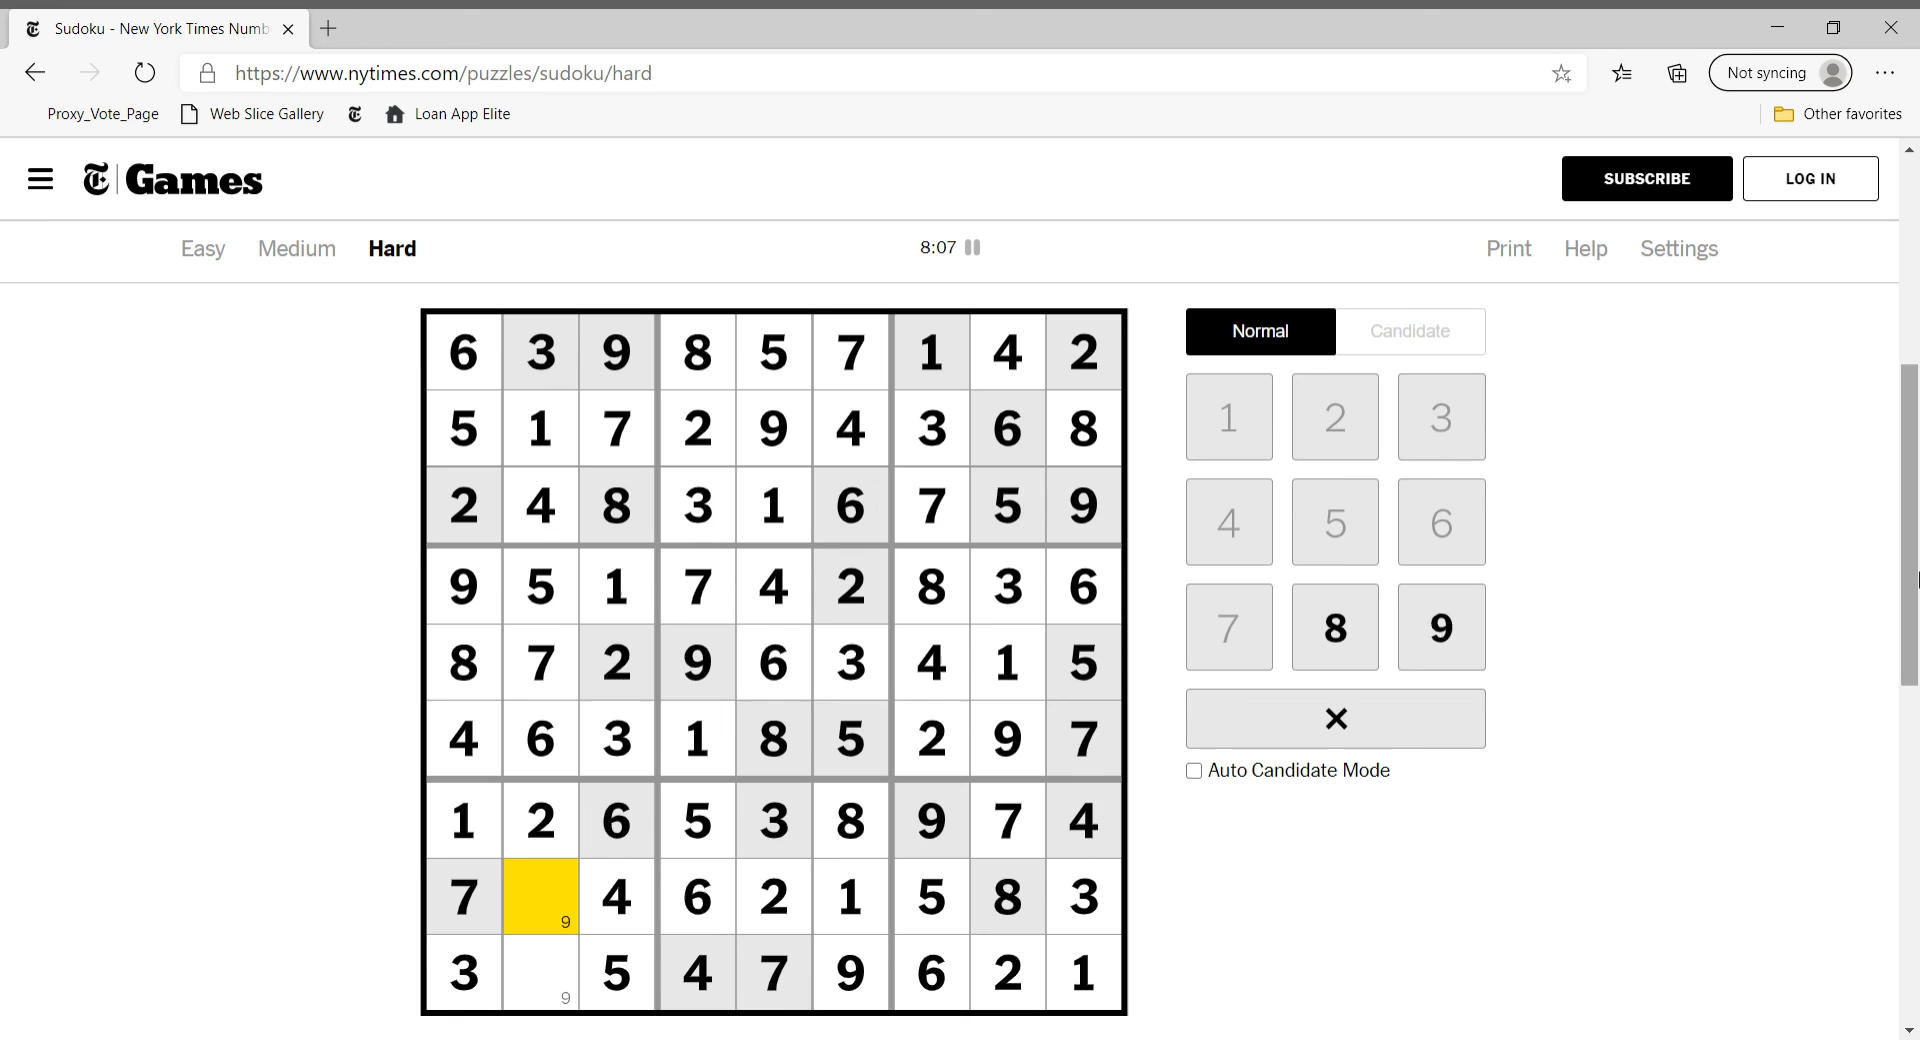 Sudoku - New York Times Numb
https://www.nytimes.com/puzzles/sudoku/hard
Not syncing
Proxy_Vote_Page
Web Slice Gallery
Loan App Elite
Other favorites
T Games
SUBSCRIBE
LOG IN
Easy
Medium
Hard
8:07
Print
Help
Settings
6 3 9 8 5 7 1 4 2
5 1 7 2 9 4 3 6 8
2 4 8 3 1 6 7 5 9
9 5 1 7 4 2 8 3 6
8 7 2 9 6 3 4 1 5
4 6 3 1 8 5 2 9 7
1 2 6 5 3 8 9 7 4
7 9 4 6 2 1 5 8 3
3 9 5 4 7 9 6 2 1
Normal
Candidate
1 2 3
4 5 6
7 8 9
Auto Candidate Mode